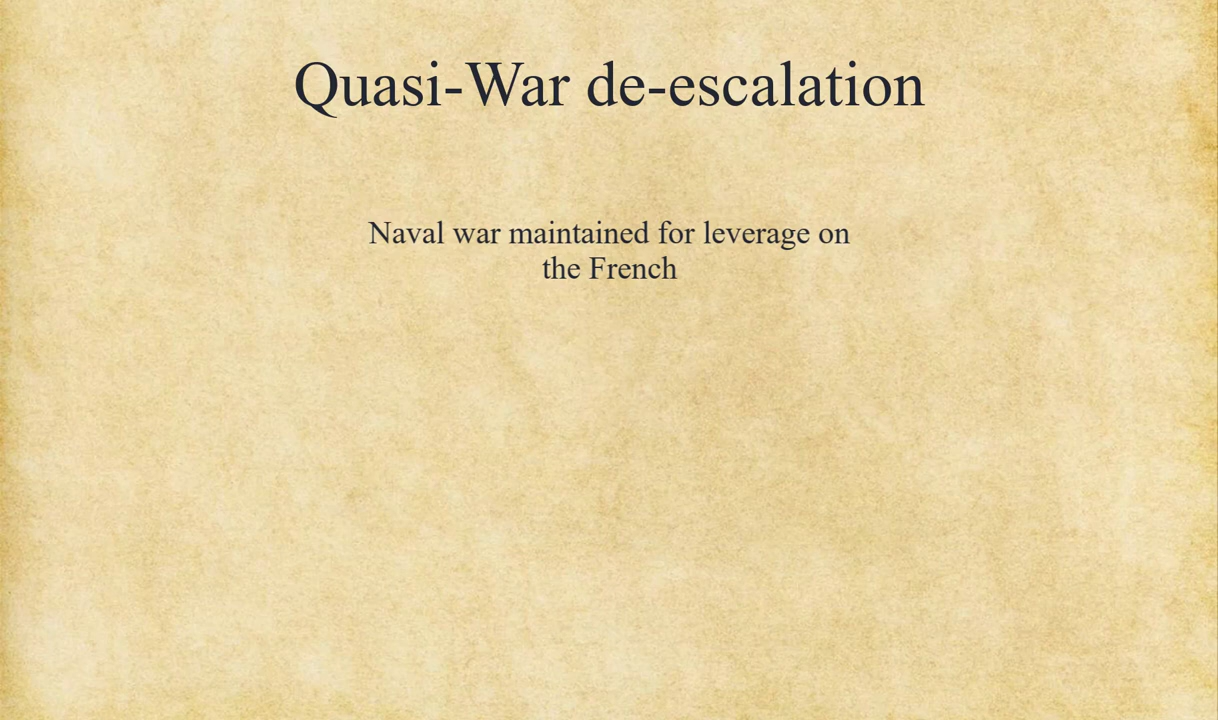 Quasi-War de-escalation
Naval war maintained for leverage on
the French